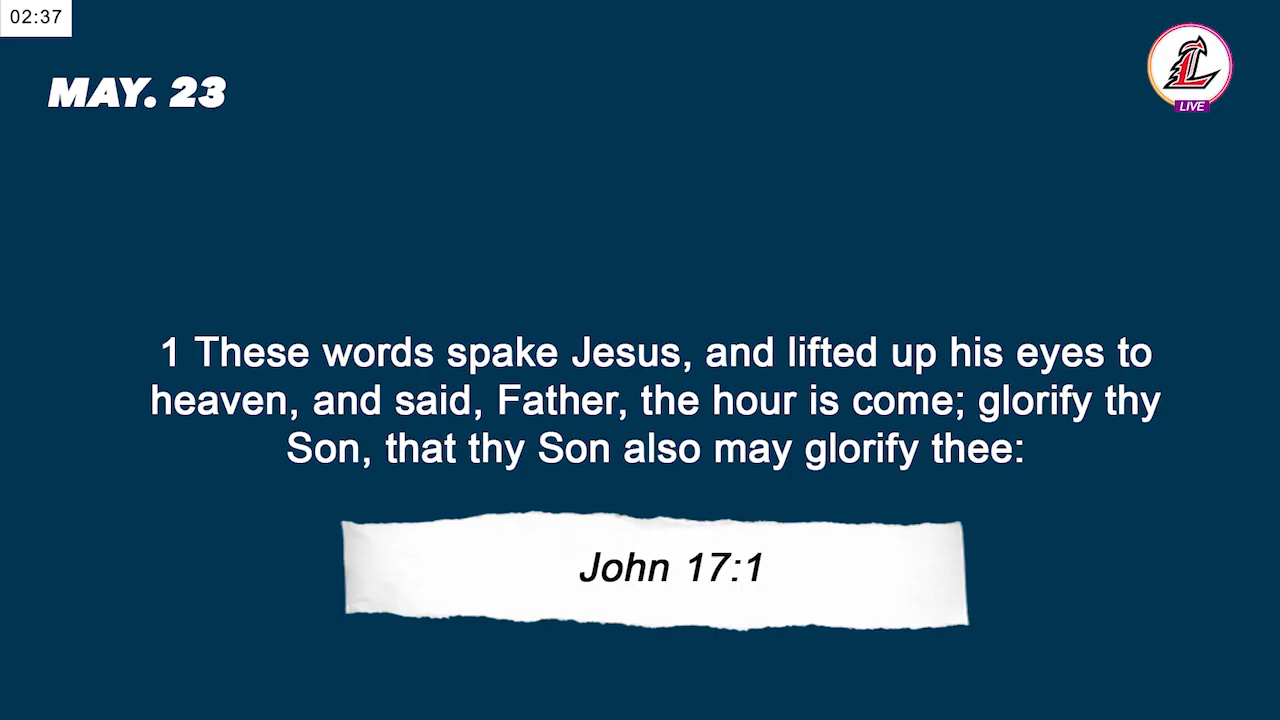 02:37
MAY. 23
LIVE
1 These words spake Jesus, and lifted up his eyes to
heaven, and said, Father, the hour is come; glorify thy
Son, that thy Son also may glorify thee:
John 17:1